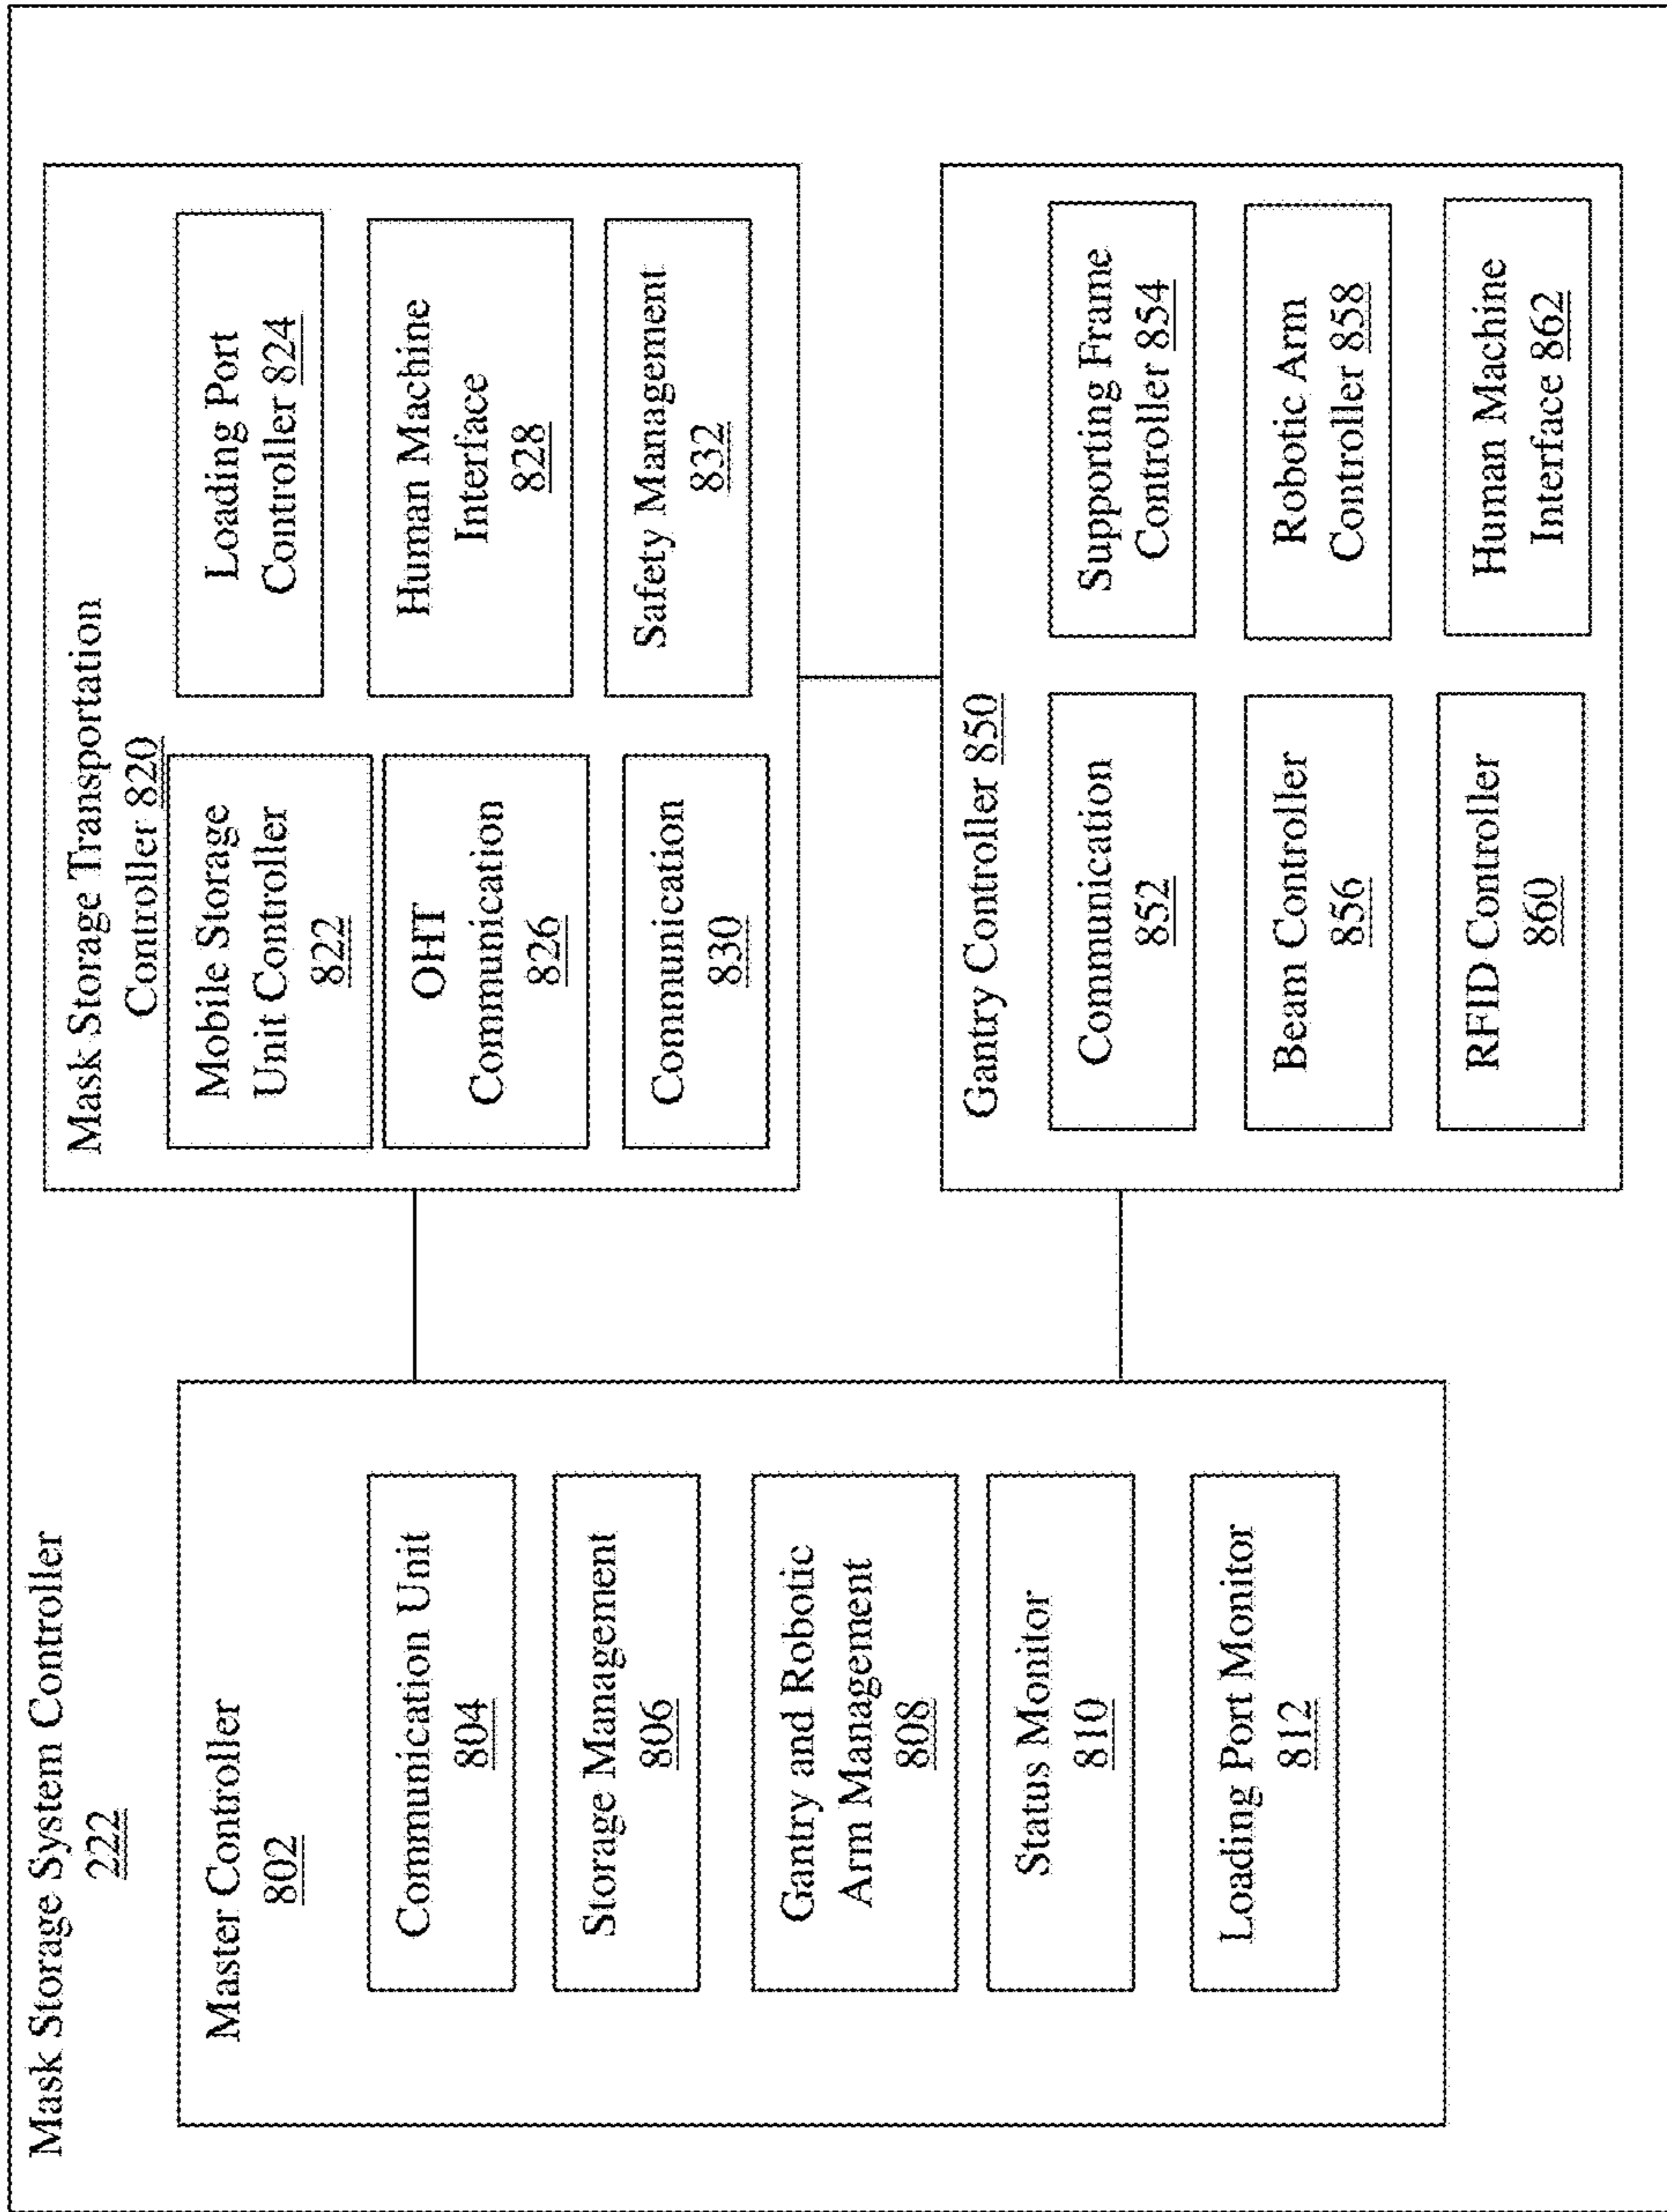 Mask Storage System Controller
222
Master Controller
802
Communication Unit
804
Storage Management
806
Gantry and Robotic
Arm Management
808
Status Monitor
810
Loading Port Monitor
812
Mask Storage Transportation
Controller 820
Mobile Storage
Unit Controller
822
Loading Port
Controller 824
OHT
Communication
826
Human Machine
Interface
828
Communication
830
Safety Management
832
Gantry Controller 850
Communication
852
Supporting Frame
Controller 854
Beam Controller
856
Robotic Arm
Controller 858
RFID Controller
860
Human Machine
Interface 862